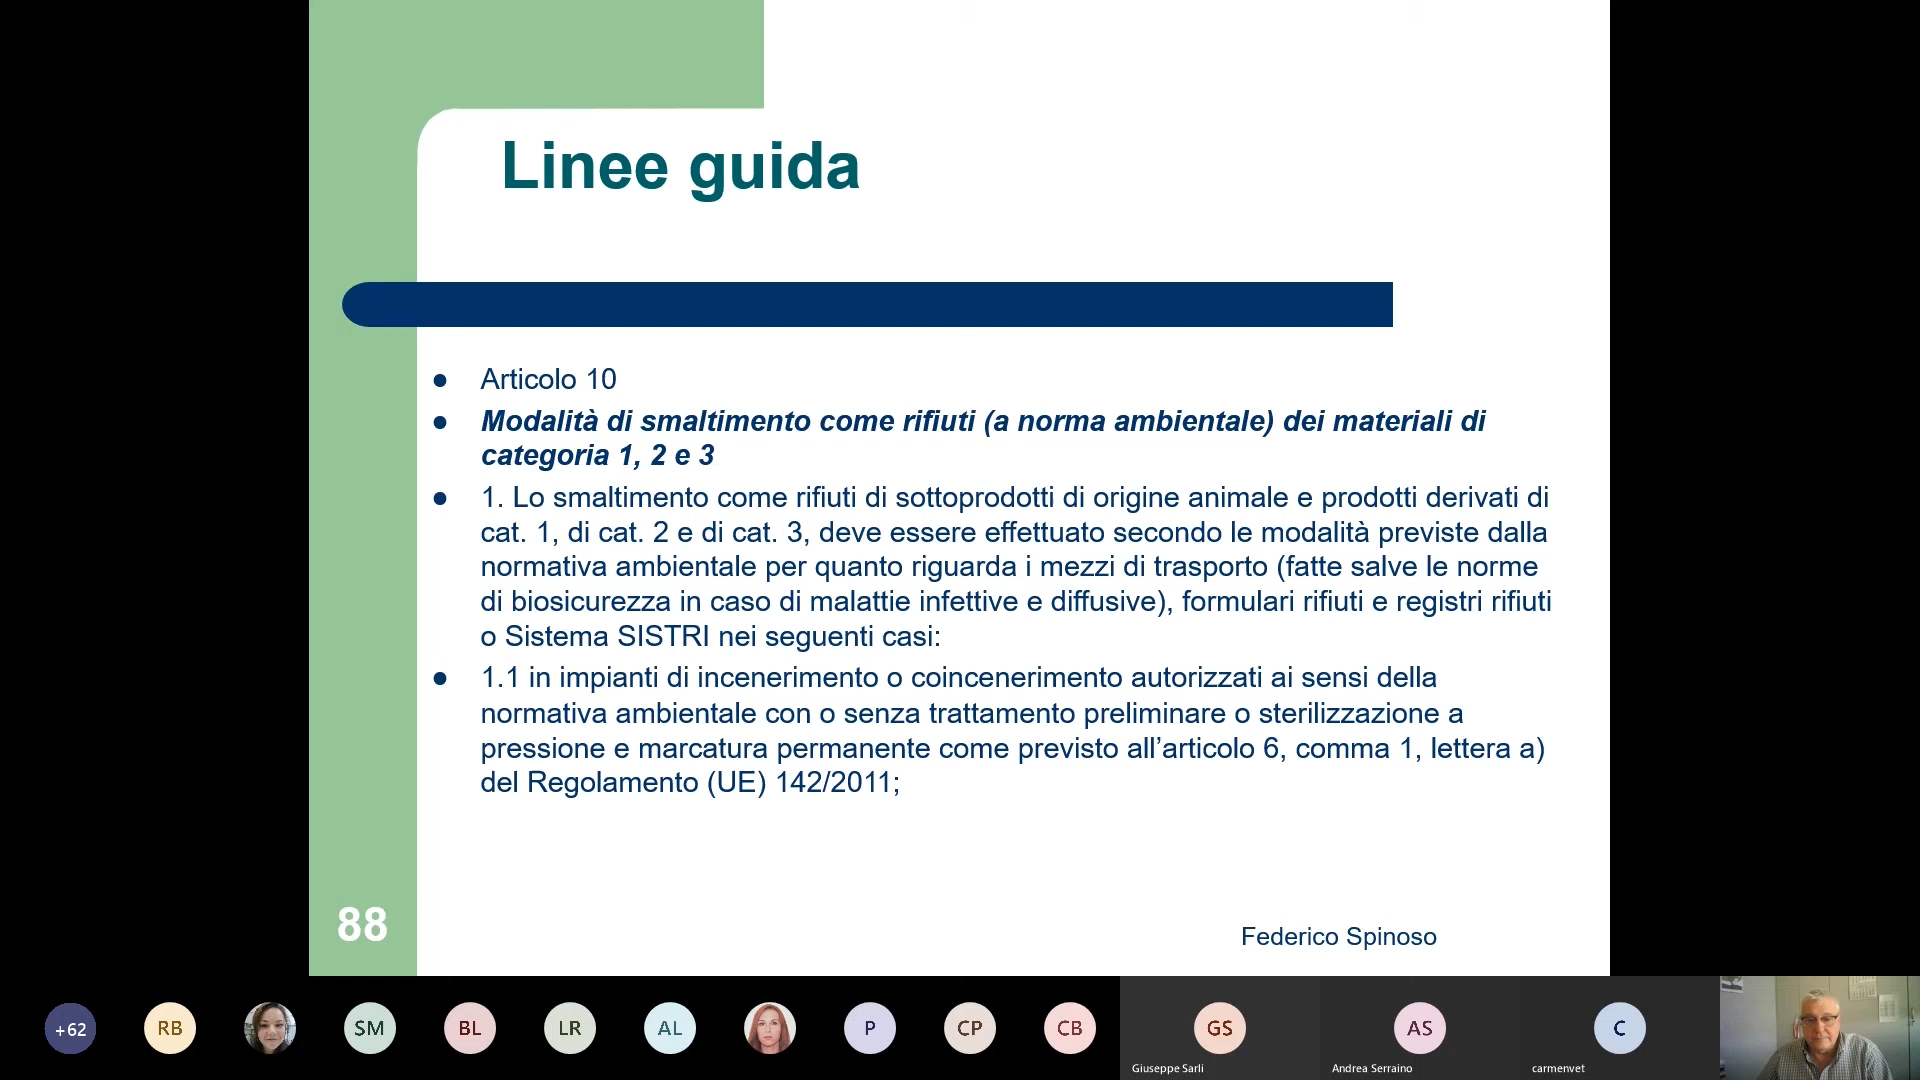 Linee guida
Articolo 10
Modalità di smaltimento come rifiuti (a norma ambientale) dei materiali di
categoria 1, 2 e 3
1. Lo smaltimento come rifiuti di sottoprodotti di origine animale e prodotti derivati di
cat. 1, di cat. 2 e di cat. 3, deve essere effettuato secondo le modalità previste dalla
normativa ambientale per quanto riguarda i mezzi di trasporto (fatte salve le norme
di biosicurezza in caso di malattie infettive e diffusive), formulari rifiuti e registri rifiuti
o Sistema SISTRI nei seguenti casi:
1.1 in impianti di incenerimento o coincenerimento autorizzati ai sensi della
normativa ambientale con o senza trattamento preliminare o sterilizzazione a
pressione e marcatura permanente come previsto all’articolo 6, comma 1, lettera a)
del Regolamento (UE) 142/2011;
88
Federico Spinoso
+62
RB
SM
BL
LR
AL
P
CP
CB
GS
AS
C
Giuseppe Sarli
Andrea Serraino
carmenvet